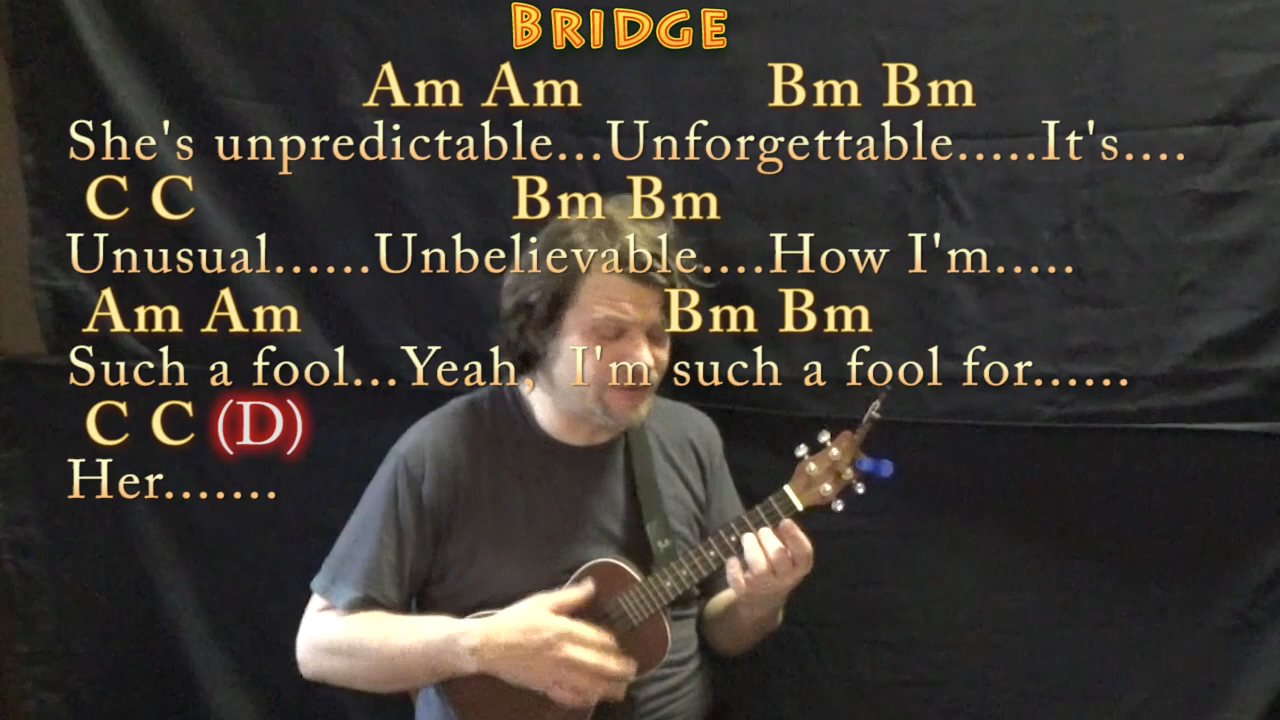 BRIDGE
Am Am Bm Bm
She's unpredictable...Unforgettable.....It's....
C C Bm Bm
Unusual......Unbelievable....How I'm.....
Am Am Bm Bm
Such a fool...Yeah, I'm such a fool for......
C C (D)
Her.......